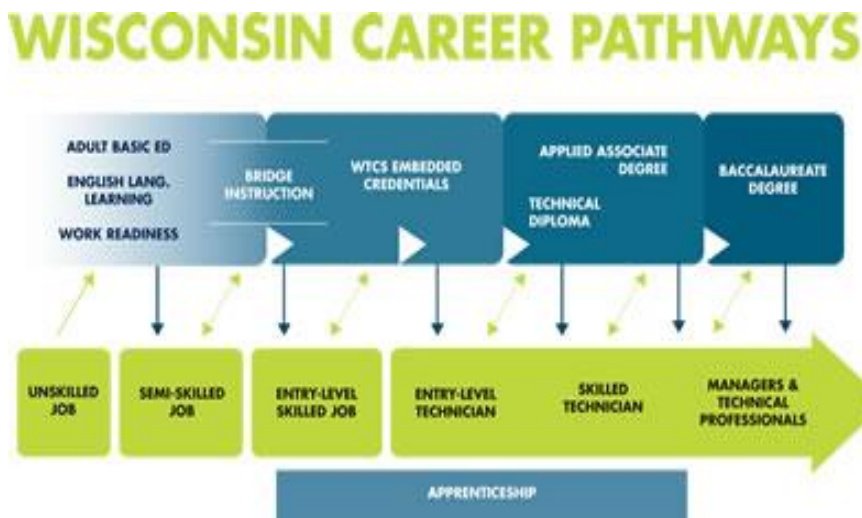 WISCONSIN CAREER PATHWAYS
ADULT BASIC ED
ENGLISH LANG.
LEARNING
WORK READINESS
BRIDGE
INSTRUCTION
WTCS EMBEDDED
CREDENTIALS
APPLIED ASSOCIATE
DEGREE
TECHNICAL
DIPLOMA
BACCALAUREATE
DEGREE
UNSKILLED
JOB
SEMI-SKILLED
JOB
ENTRY-LEVEL
SKILLED JOB
ENTRY-LEVEL
TECHNICIAN
SKILLED
TECHNICIAN
MANAGERS &
TECHNICAL
PROFESSIONALS
APPRENTICESHIP